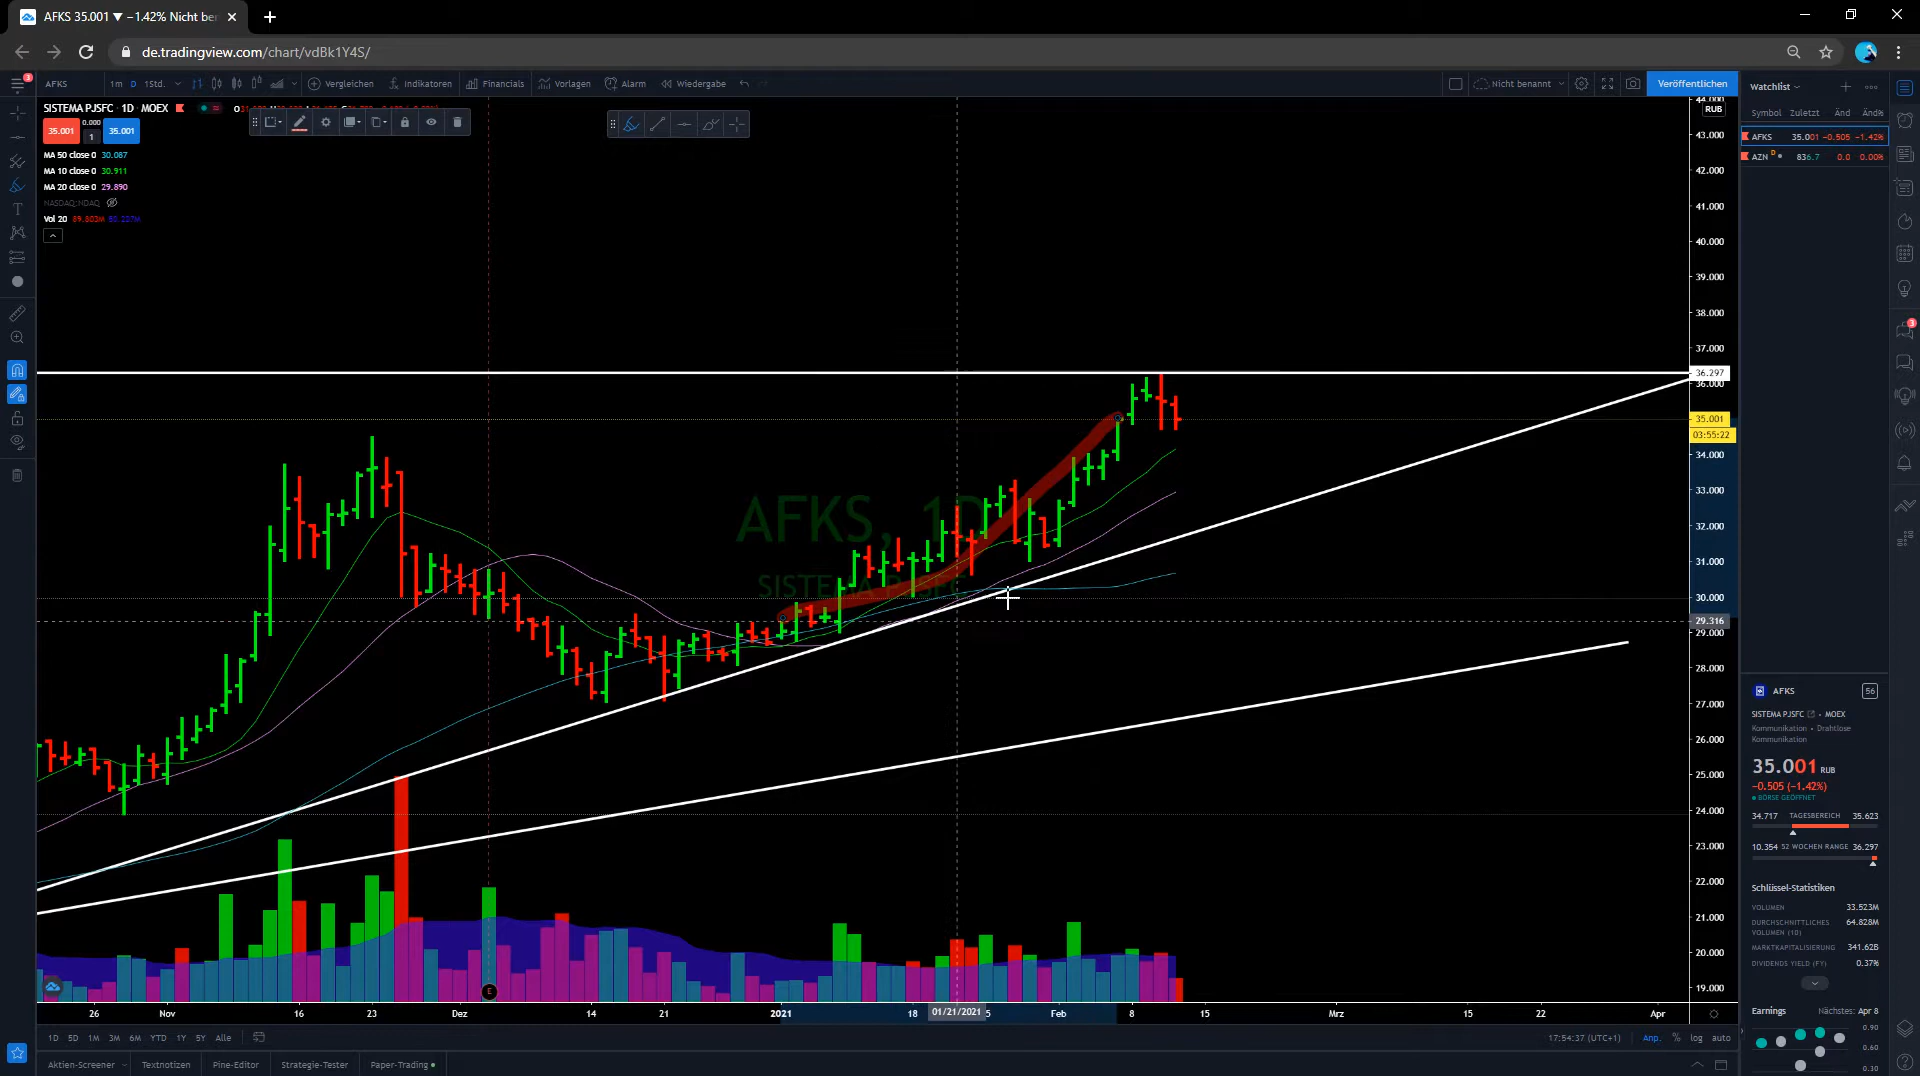 AFKS 35.001 ▼ −1.42% Nicht be
de.tradingview.com/chart/vdBk1Y4S/
AFKS 1m D 1Std. Vergleichen Indikatoren Financials Vorlagen Alarm Wiedergabe Nicht benannt Veröffentlichen
SISTEMA PJSFC · 1D · MOEX
35.001 0.000 1 35.001
MA 50 close 0 30.087
MA 10 close 0 30.911
MA 20 close 0 29.890
NASDAQ:NDAQ
Vol 20 89.803M
AFKS, 1D
SISTEMA PJSFC
RUB
43.000
42.000
41.000
40.000
39.000
38.000
37.000
36.297
36.000
35.001
03:55:22
34.000
33.000
32.000
31.000
30.000
29.316
29.000
28.000
27.000
26.000
25.000
24.000
23.000
22.000
21.000
20.000
19.000
E
26 Nov 16 23 Dez 14 21 2021 18 01/21/2021 Feb 8 15 Mrz 15 22 Apr
1D 5D 1M 3M 6M YTD 1Y 5Y Alle 17:54:37 (UTC+1) Anp. % log auto
Aktien-Screener Textnotizen Pine-Editor Strategie-Tester Paper-Trading
Watchlist
Symbol Zuletzt Änd Änd%
AFKS 35.001 −0.505 −1.42%
AZN D 836.7 0.0 0.00%
AFKS 56
SISTEMA PJSFC · MOEX
Kommunikation · Drahtlose
Kommunikation
35.001 RUB
−0.505 (−1.42%)
BÖRSE GEÖFFNET
34.717 TAGESBEREICH 35.623
10.354 52 WOCHEN RANGE 36.297
Schlüssel-Statistiken
VOLUMEN 33.523M
DURCHSCHNITTLICHES 64.828M
VOLUMEN (10)
MARKTKAPITALISIERUNG 341.62B
DIVIDENDS YIELD (FY) 0.37%
Earnings Nächstes: Apr 8
0.90
0.60
0.30